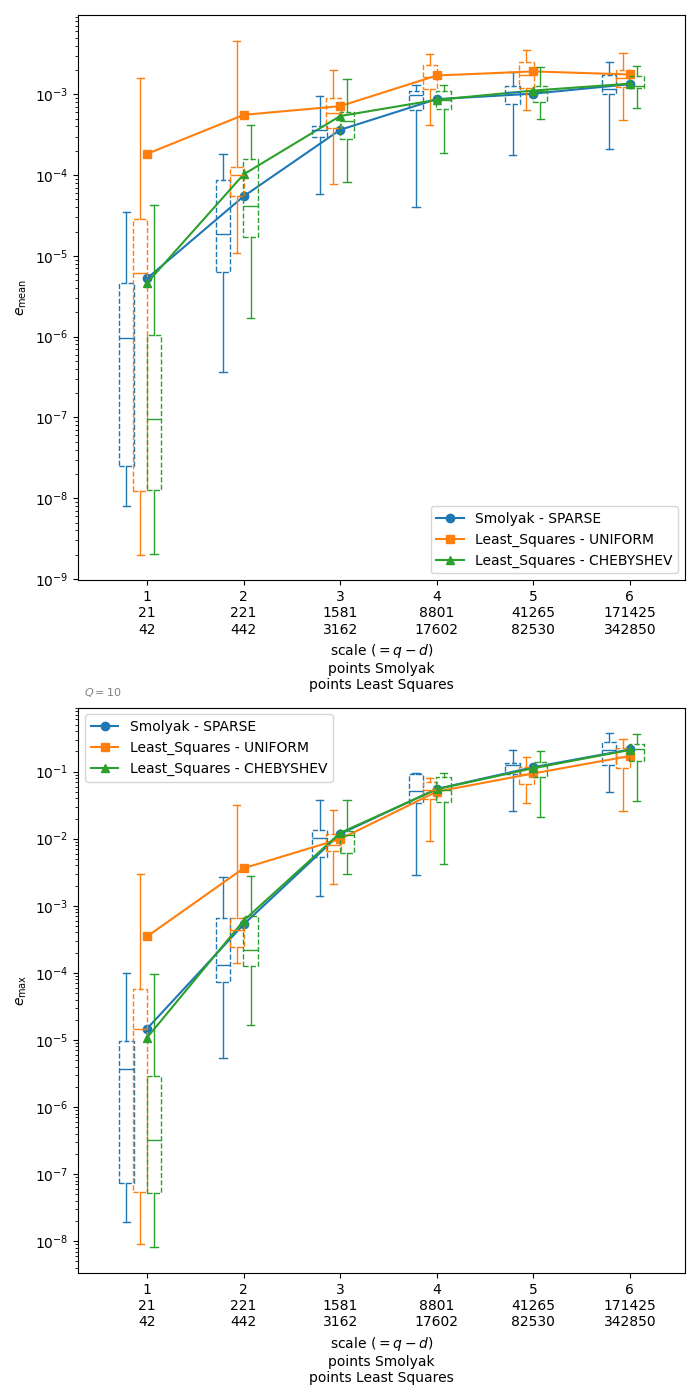 10⁻³
10⁻⁴
10⁻⁵
10⁻⁶
10⁻⁷
10⁻⁸
10⁻⁹
e_mean
Smolyak - SPARSE
Least_Squares - UNIFORM
Least_Squares - CHEBYSHEV
1 2 3 4 5 6
21 221 1581 8801 41265 171425
42 442 3162 17602 82530 342850
scale (= q − d)
points Smolyak
points Least Squares
Q = 10
Smolyak - SPARSE
Least_Squares - UNIFORM
Least_Squares - CHEBYSHEV
10⁻¹
10⁻²
10⁻³
10⁻⁴
10⁻⁵
10⁻⁶
10⁻⁷
10⁻⁸
e_max
1 2 3 4 5 6
21 221 1581 8801 41265 171425
42 442 3162 17602 82530 342850
scale (= q − d)
points Smolyak
points Least Squares